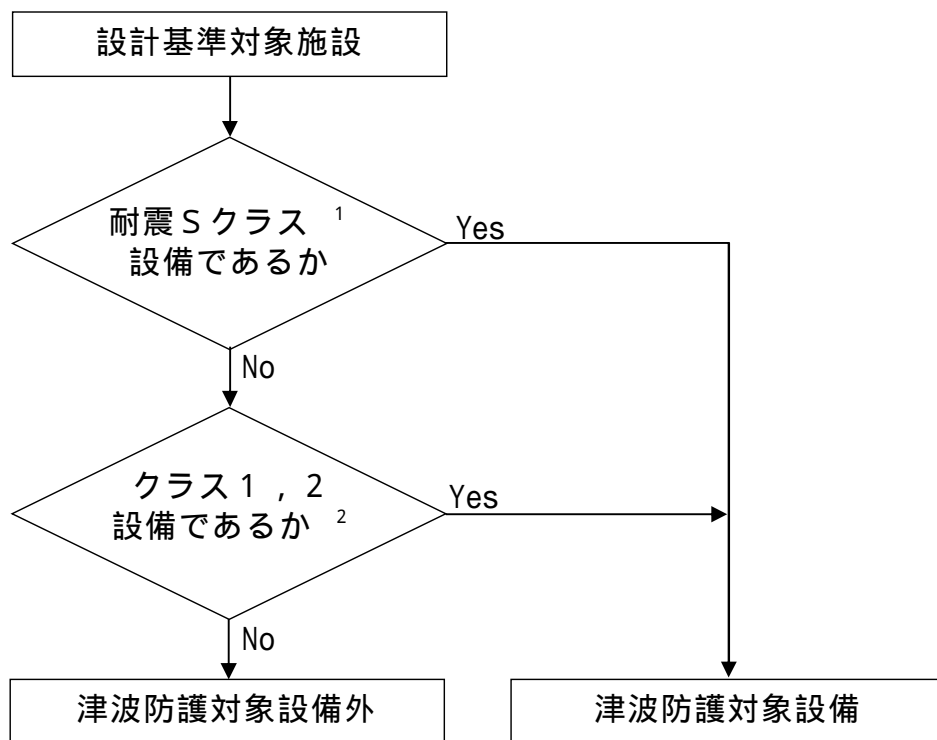 設計基準対象施設
耐震Sクラス 1
設備であるか
Yes
No
クラス1,2
設備であるか 2
Yes
No
津波防護対象設備外
津波防護対象設備